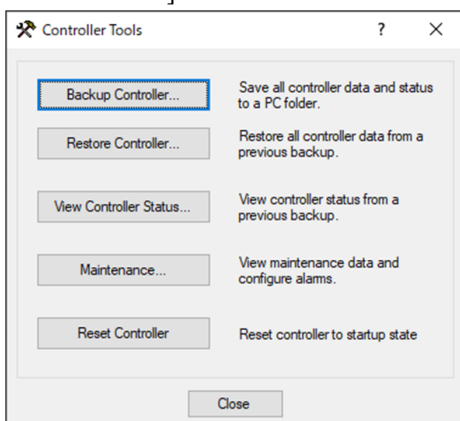 Controller Tools
?
Backup Controller...
Save all controller data and status
to a PC folder.
Restore Controller...
Restore all controller data from a
previous backup.
View Controller Status...
View controller status from a
previous backup.
Maintenance...
View maintenance data and
configure alarms.
Reset Controller
Reset controller to startup state
Close